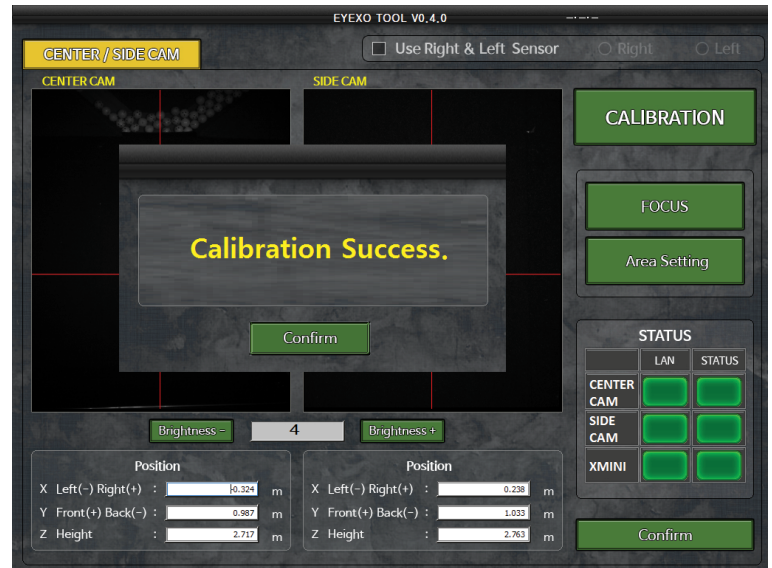 EYEXO TOOL V0.4.0
CENTER / SIDE CAM
Use Right & Left Sensor Right Left
CENTER CAM
SIDE CAM
CALIBRATION
FOCUS
Area Setting
Calibration Success.
Confirm
STATUS
LAN STATUS
CENTER CAM
SIDE CAM
XMINI
Brightness - 4 Brightness +
Position
X Left(-) Right(+) : -0.324 m
Y Front(+) Back(-) : 0.987 m
Z Height : 2.717 m
Position
X Left(-) Right(+) : 0.238 m
Y Front(+) Back(-) : 1.033 m
Z Height : 2.763 m
Confirm